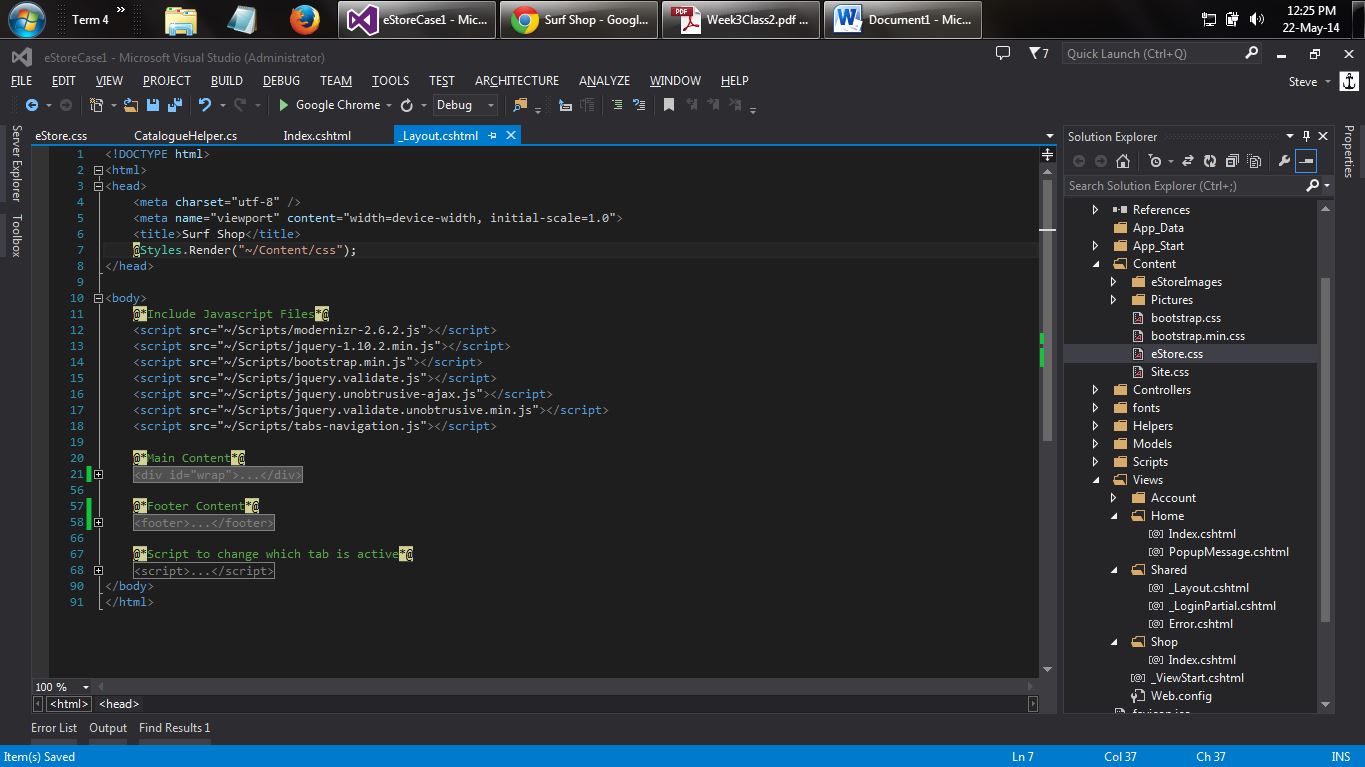 Term 4 »
eStoreCase1 - Mic...
Surf Shop - Googl...
Week3Class2.pdf ...
Document1 - Mic...
12:25 PM
22-May-14
eStoreCase1 - Microsoft Visual Studio (Administrator)
7
Quick Launch (Ctrl+Q)
FILE EDIT VIEW PROJECT BUILD DEBUG TEAM TOOLS TEST ARCHITECTURE ANALYZE WINDOW HELP
Steve
Google Chrome
Debug
Server Explorer
Toolbox
eStore.css CatalogueHelper.cs Index.cshtml _Layout.cshtml
1 <!DOCTYPE html>
2 <html>
3 <head>
4 <meta charset="utf-8" />
5 <meta name="viewport" content="width=device-width, initial-scale=1.0">
6 <title>Surf Shop</title>
7 @Styles.Render("~/Content/css");
8 </head>
9
10 <body>
11 @*Include Javascript Files*@
12 <script src="~/Scripts/modernizr-2.6.2.js"></script>
13 <script src="~/Scripts/jquery-1.10.2.min.js"></script>
14 <script src="~/Scripts/bootstrap.min.js"></script>
15 <script src="~/Scripts/jquery.validate.js"></script>
16 <script src="~/Scripts/jquery.unobtrusive-ajax.js"></script>
17 <script src="~/Scripts/jquery.validate.unobtrusive.min.js"></script>
18 <script src="~/Scripts/tabs-navigation.js"></script>
19
20 @*Main Content*@
21 <div id="wrap">...</div>
56
57 @*Footer Content*@
58 <footer>...</footer>
66
67 @*Script to change which tab is active*@
68 <script>...</script>
90 </body>
91 </html>
100 %
<html> <head>
Solution Explorer
Search Solution Explorer (Ctrl+;)
References
App_Data
App_Start
Content
eStoreImages
Pictures
bootstrap.css
bootstrap.min.css
eStore.css
Site.css
Controllers
fonts
Helpers
Models
Scripts
Views
Account
Home
Index.cshtml
PopupMessage.cshtml
Shared
_Layout.cshtml
_LoginPartial.cshtml
Error.cshtml
Shop
Index.cshtml
_ViewStart.cshtml
Web.config
Properties
Error List Output Find Results 1
Item(s) Saved
Ln 7 Col 37 Ch 37 INS